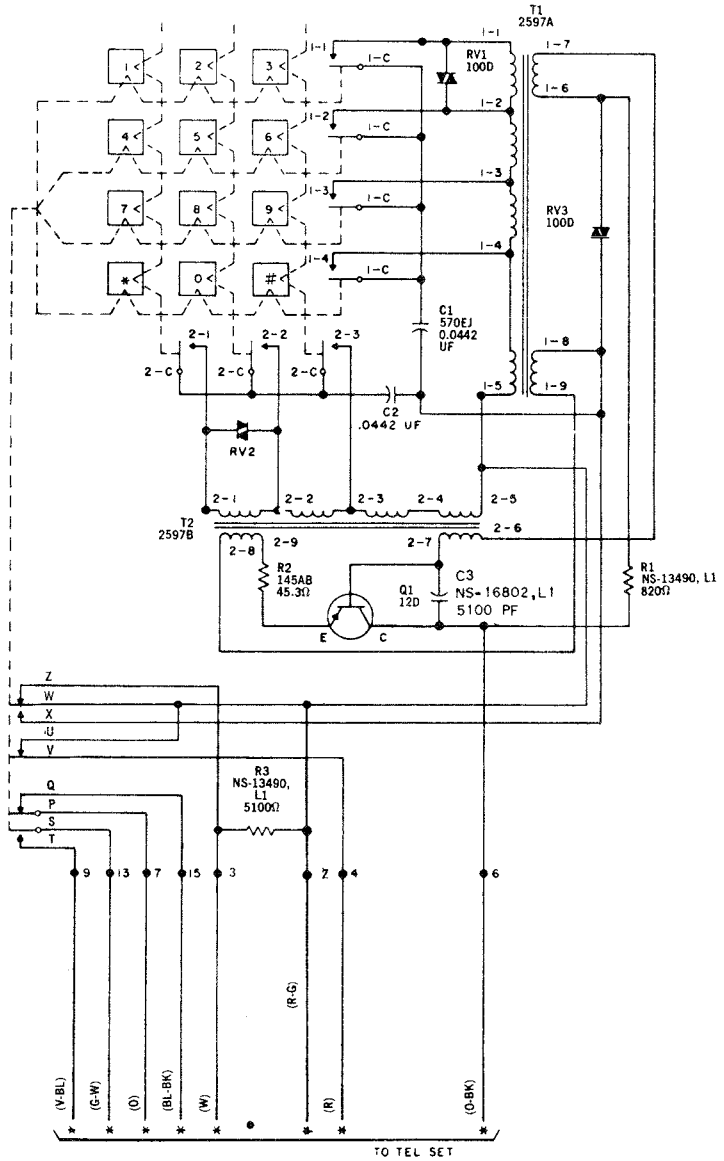 T1
2597A
1-1
1-7
RV1
100D
1-6
1 2 3
1-1
1-C
1-2
1-2
4 5 6
1-C
1-3
1-3
7 8 9
1-C
RV3
100D
1-4
1-4
* 0 #
1-C
C1
570EJ
0.0442
UF
2-1 2-2 2-3
1-8
2-C 2-C 2-C
1-5 1-9
C2
.0442 UF
RV2
2-1 2-2 2-3 2-4 2-5
T2
2597B
2-6
2-8 2-9 2-7
R2
145AB
45.3Ω
Q1
12D
C3
NS-16802,L1
5100 PF
R1
NS-13490, L1
820Ω
E C
Z
W
X
U
V
R3
NS-13490,
L1
5100Ω
Q
P
S
T
9 13 7 15 3 2 4 6
(R-G)
(V-BL) (G-W) (O) (BL-BK) (W) (R) (O-BK)
* * * * * * * *
TO TEL SET